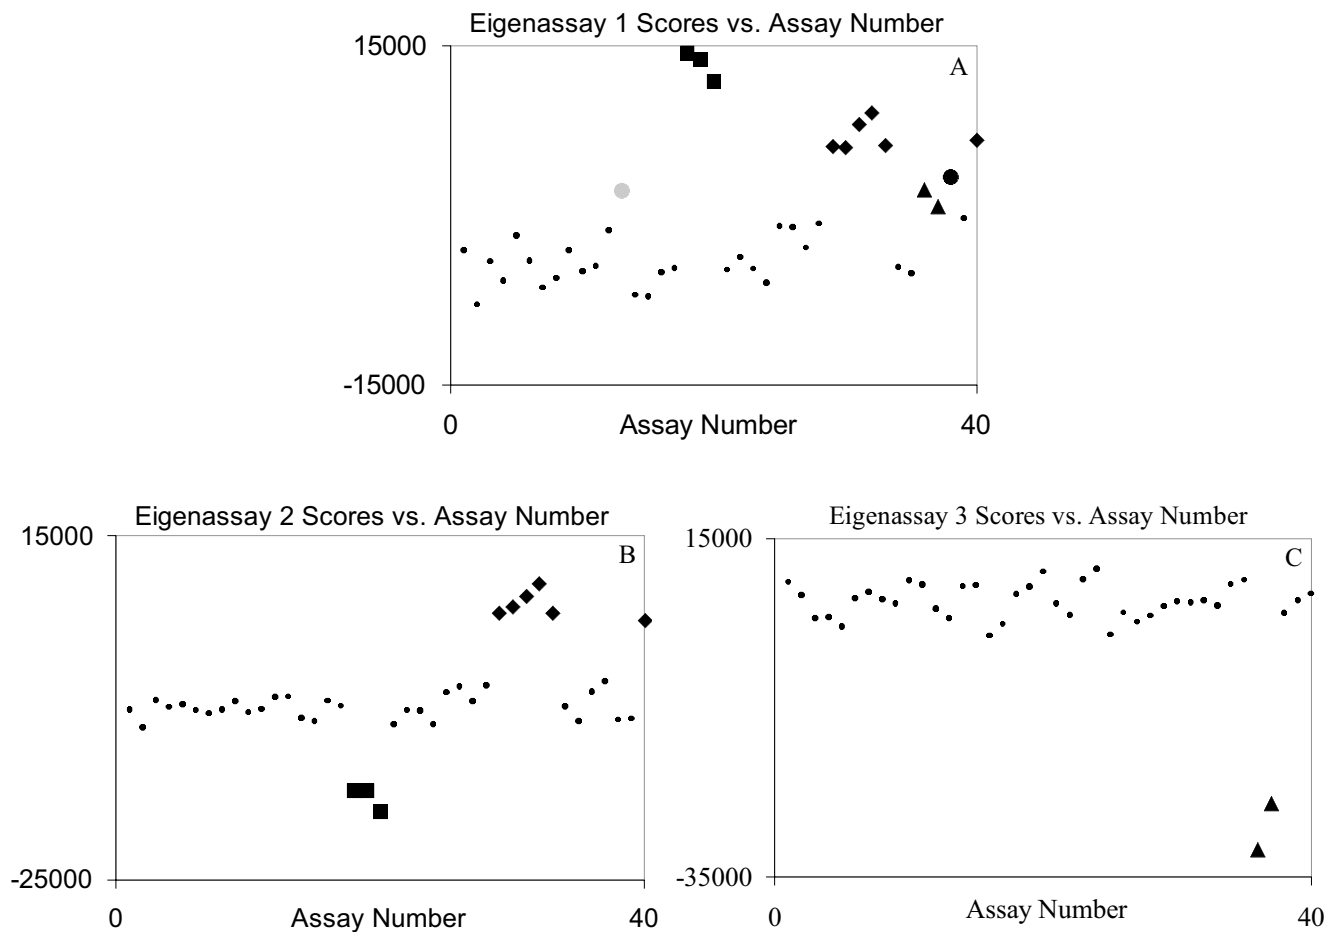 Eigenassay 1 Scores vs. Assay Number
15000
A
-15000
0
Assay Number
40
Eigenassay 2 Scores vs. Assay Number
15000
B
-25000
0
Assay Number
40
Eigenassay 3 Scores vs. Assay Number
15000
C
-35000
0
Assay Number
40